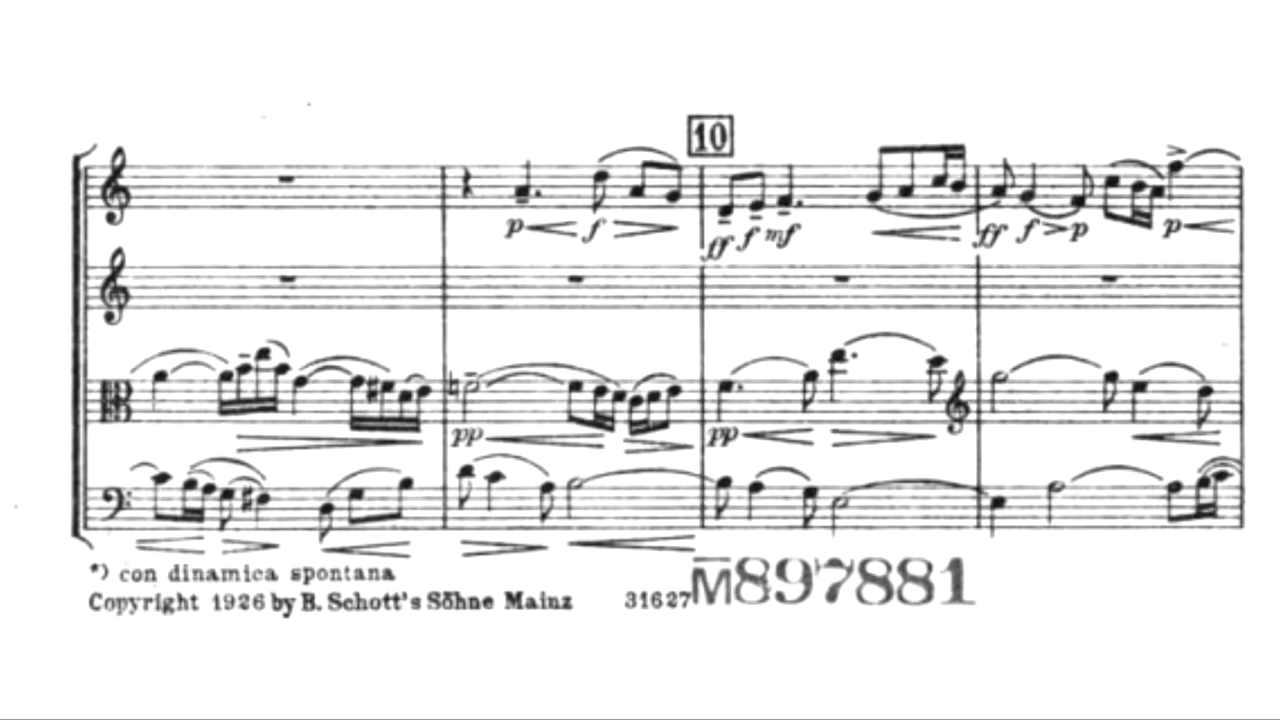 10
p f
ff f mf ff f p p
pp pp
*) con dinamica spontana
Copyright 1926 by B. Schott's Söhne Mainz 31627
M897881